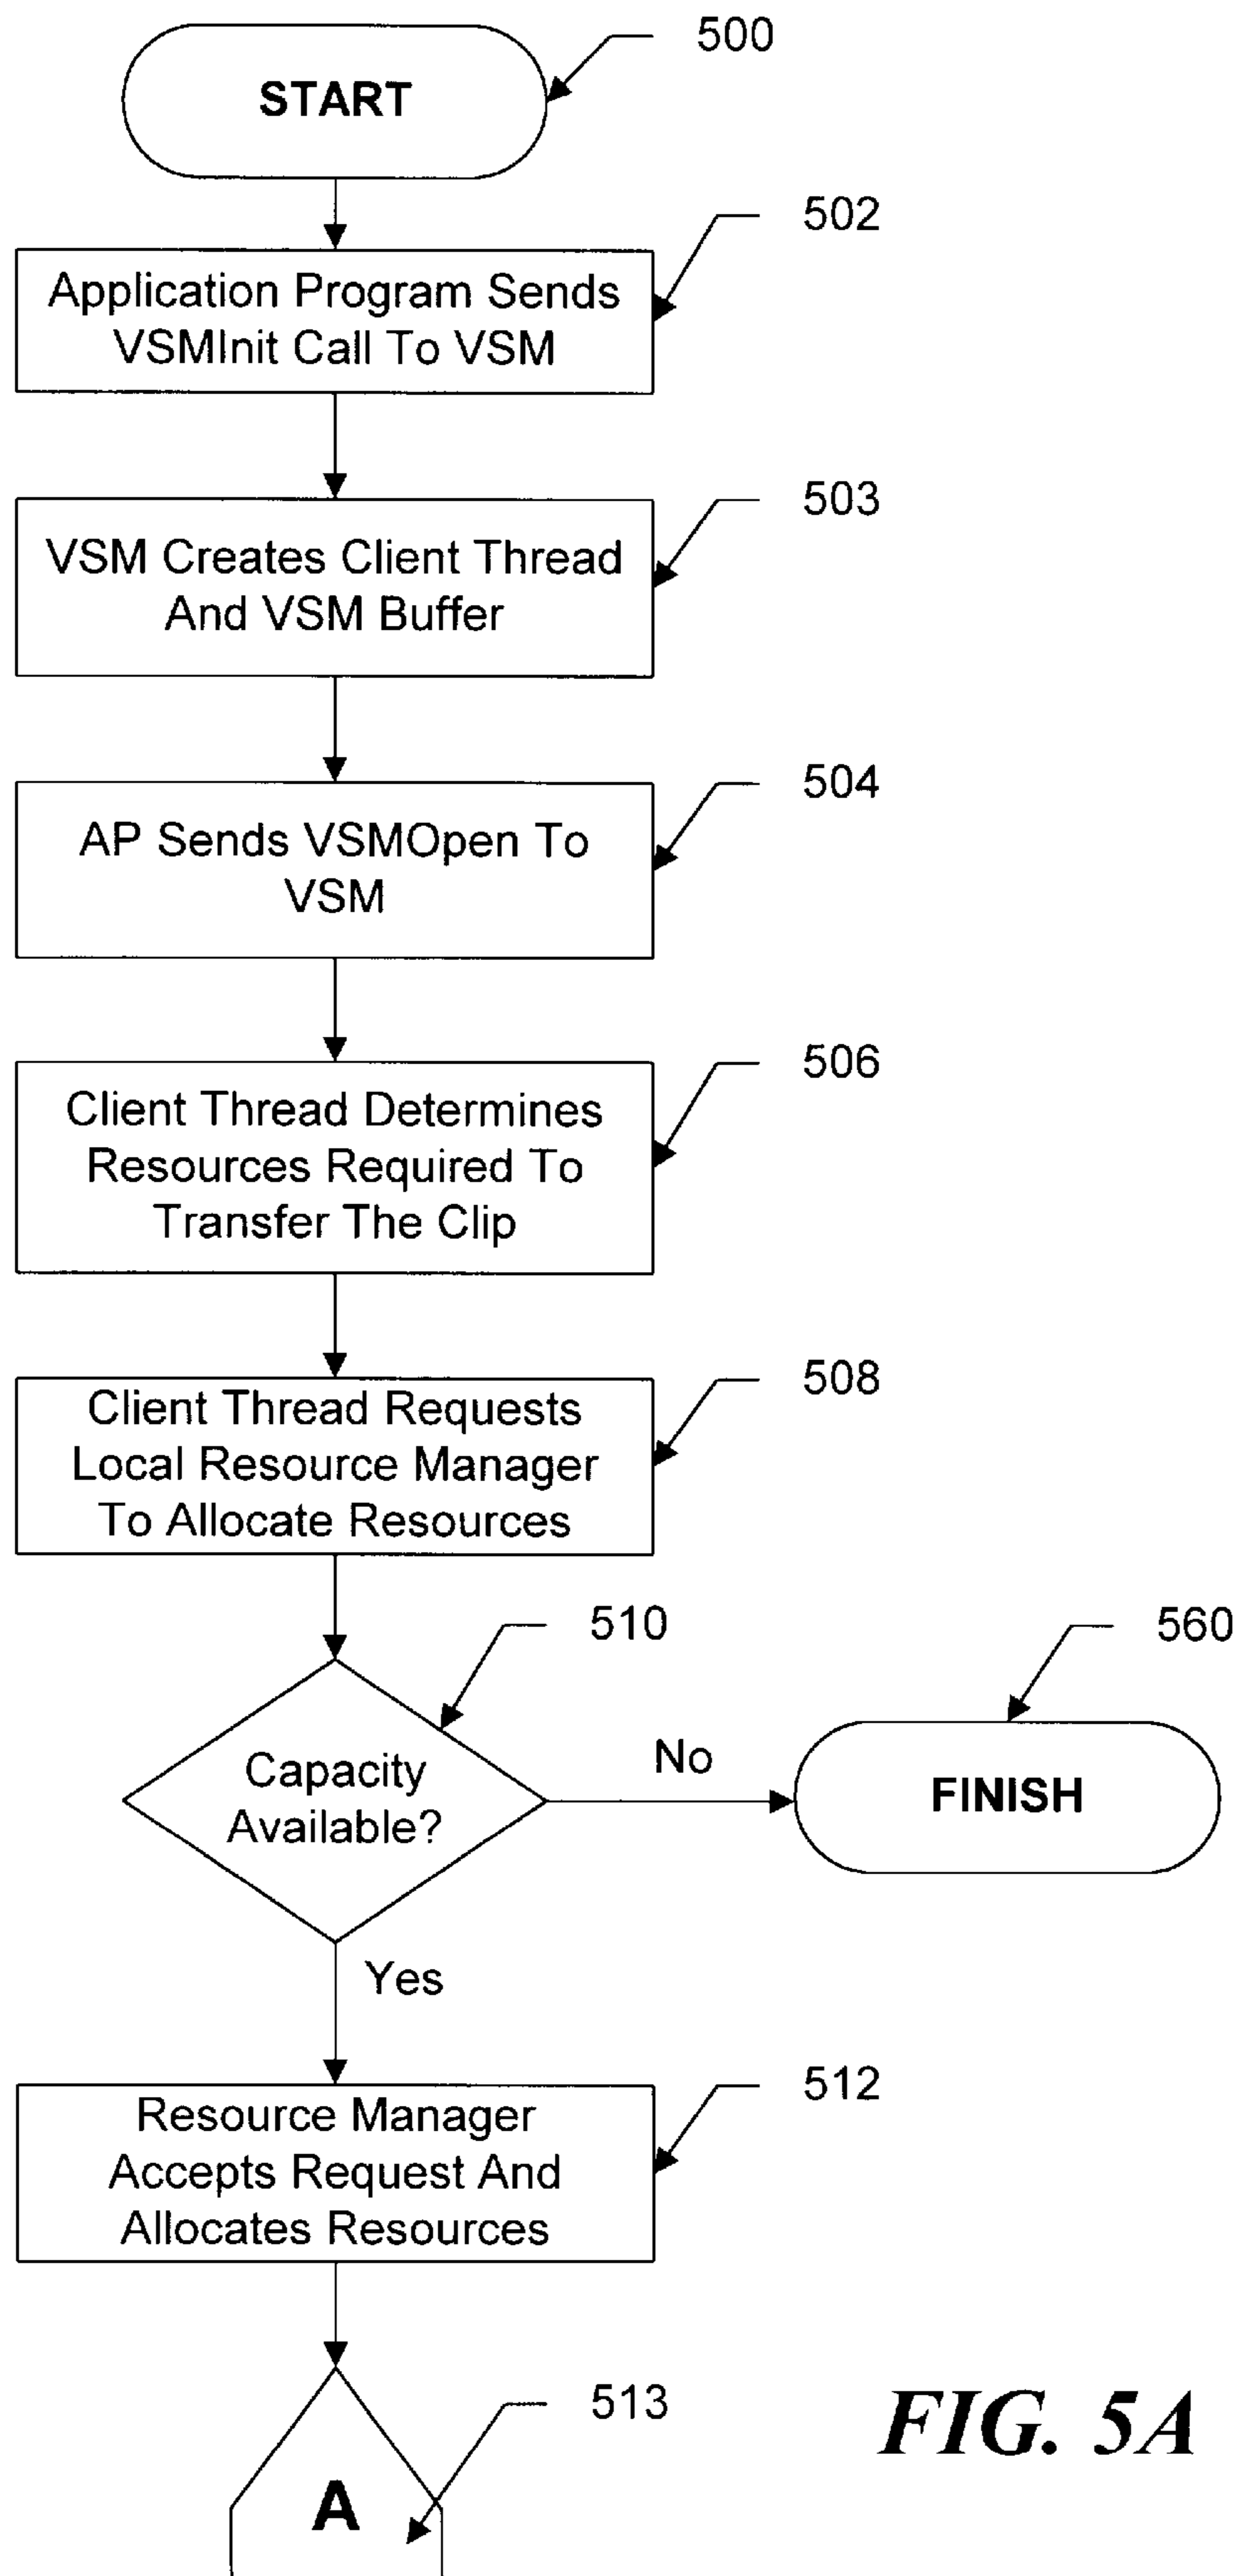 500
START
502
Application Program Sends
VSMInit Call To VSM
503
VSM Creates Client Thread
And VSM Buffer
504
AP Sends VSMOpen To
VSM
506
Client Thread Determines
Resources Required To
Transfer The Clip
508
Client Thread Requests
Local Resource Manager
To Allocate Resources
510
560
Capacity
Available?
No
FINISH
Yes
512
Resource Manager
Accepts Request And
Allocates Resources
513
A
FIG. 5A